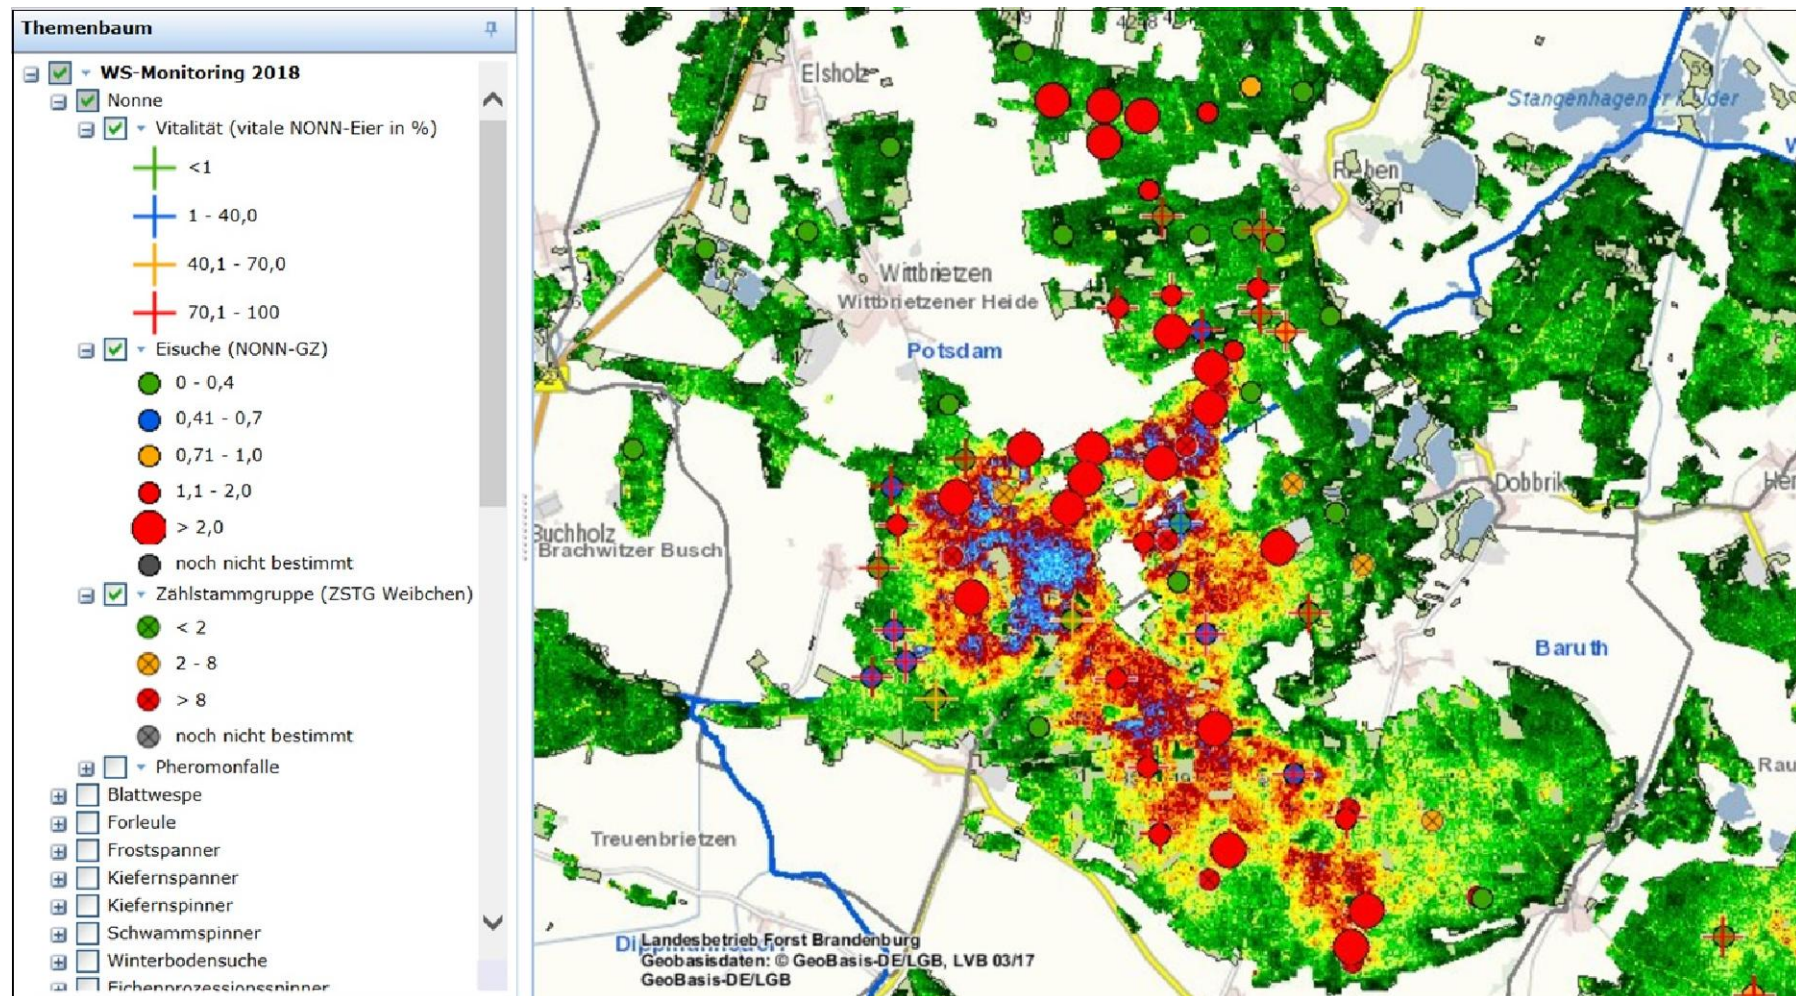 Themenbaum
WS-Monitoring 2018
Nonne
Vitalität (vitale NONN-Eier in %)
<1
1 - 40,0
40,1 - 70,0
70,1 - 100
Eisuche (NONN-GZ)
0 - 0,4
0,41 - 0,7
0,71 - 1,0
1,1 - 2,0
> 2,0
noch nicht bestimmt
Zählstammgruppe (ZSTG Weibchen)
< 2
2 - 8
> 8
noch nicht bestimmt
Pheromonfalle
Blattwespe
Forleule
Frostspanner
Kiefernspanner
Kiefernspinner
Schwammspinner
Winterbodensuche
Eichenprozessionsspinner
Elsholz
Rieben
Wittbrietzen
Wittbrietzener Heide
Potsdam
Buchholz
Brachwitzer Busch
Dobbrik
Baruth
Rau
Treuenbrietzen
Landesbetrieb Forst Brandenburg
Geobasisdaten: © GeoBasis-DE/LGB, LVB 03/17
GeoBasis-DE/LGB